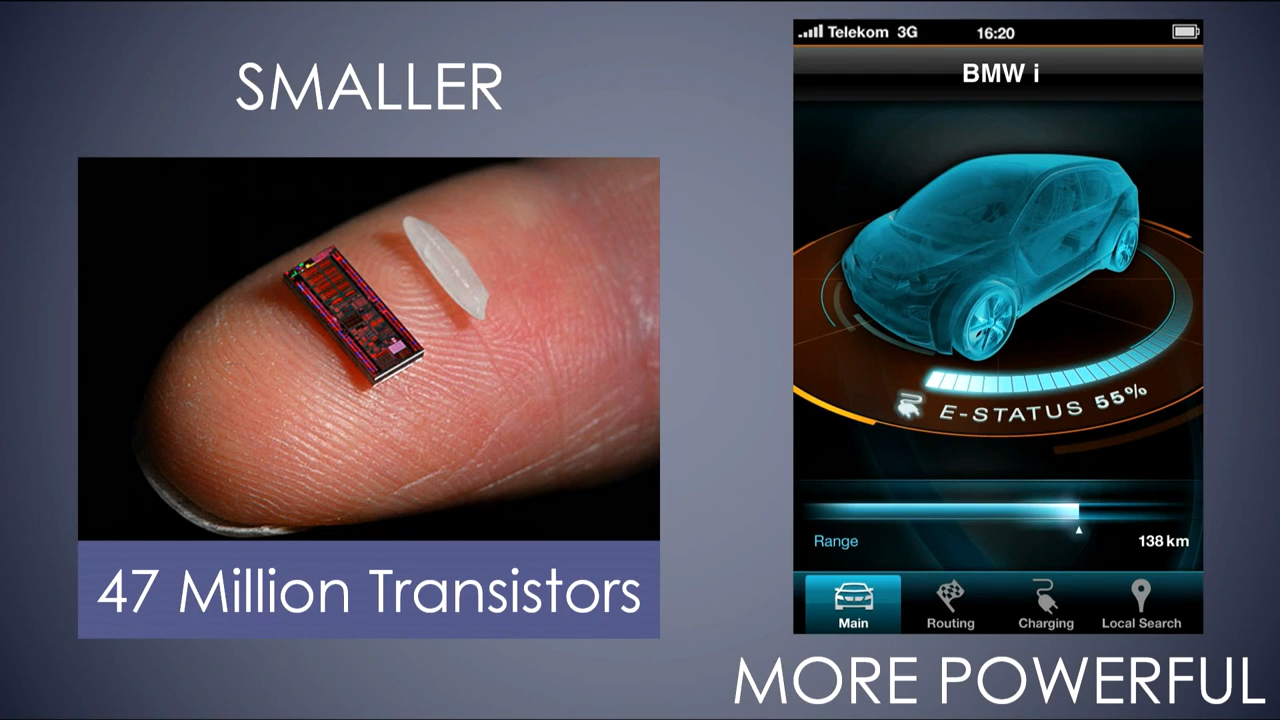 SMALLER
47 Million Transistors
Telekom 3G 16:20
BMW i
E-STATUS 55%
Range 138 km
Main Routing Charging Local Search
MORE POWERFUL